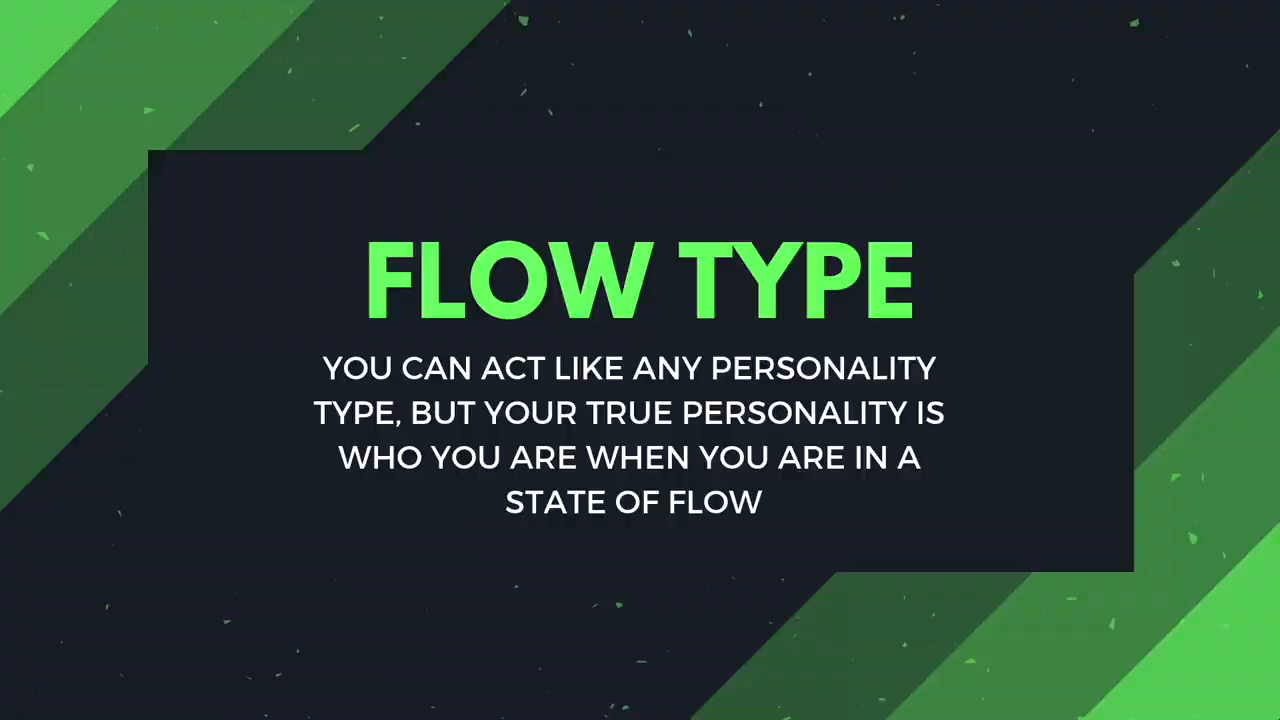 FLOW TYPE
YOU CAN ACT LIKE ANY PERSONALITY
TYPE, BUT YOUR TRUE PERSONALITY IS
WHO YOU ARE WHEN YOU ARE IN A
STATE OF FLOW